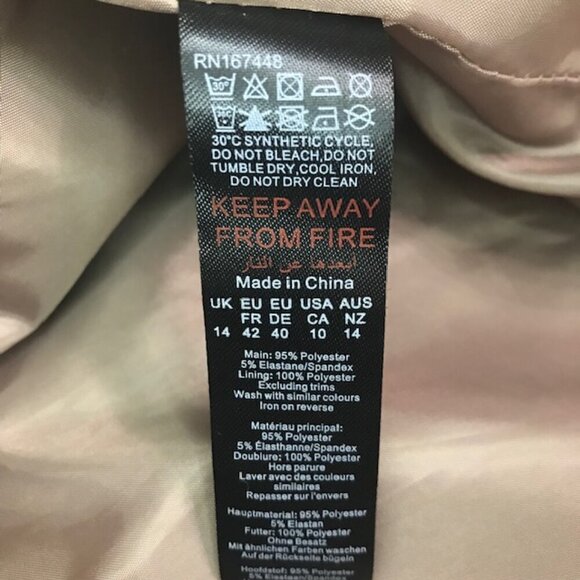 RN167448
30°
30°C SYNTHETIC CYCLE,
DO NOT BLEACH,DO NOT
TUMBLE DRY,COOL IRON,
DO NOT DRY CLEAN
KEEP AWAY
FROM FIRE
أبعدها عن النار
Made in China
UK EU EU USA AUS
FR DE CA NZ
14 42 40 10 14
Main: 95% Polyester
5% Elastane/Spandex
Lining: 100% Polyester
Excluding trims
Wash with similar colours
Iron on reverse
Matériau principal:
95% Polyester
5% Élasthanne/Spandex
Doublure: 100% Polyester
Hors parure
Laver avec des couleurs
similaires
Repasser sur l'envers
Hauptmaterial: 95% Polyester
5% Elastan
Futter: 100% Polyester
Ohne Besatz
Mit ähnlichen Farben waschen
Auf der Rückseite bügeln
Hoofdstof: 95% Polyester
5% Elastaan/Spandex